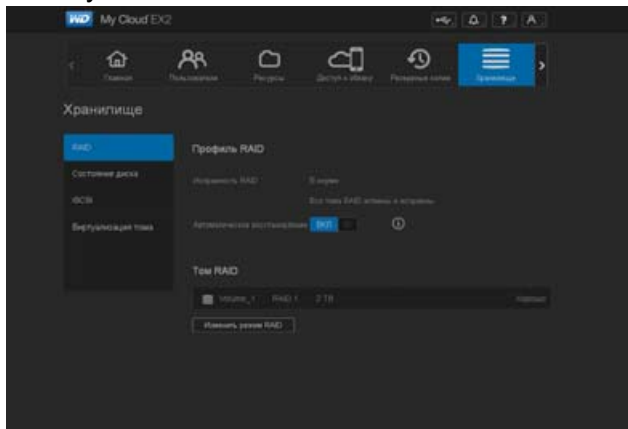 WD My Cloud EX2
Главная Пользователи Ресурсы Доступ к облаку Резервные копии Хранилище
Хранилище
RAID
Состояние диска
iSCSI
Виртуализация тома
Профиль RAID
Исправность RAID В норме
Все тома RAID активны и исправны.
Автоматическое восстановление ВКЛ
Том RAID
Volume_1 RAID 1 2 TB Хорошо
Изменить режим RAID